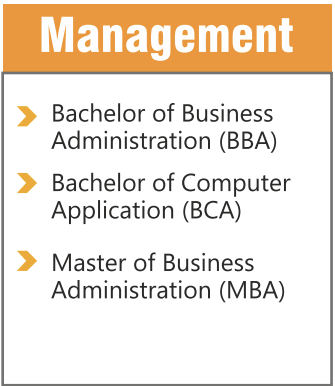 Management
Bachelor of Business
Administration (BBA)
Bachelor of Computer
Application (BCA)
Master of Business
Administration (MBA)